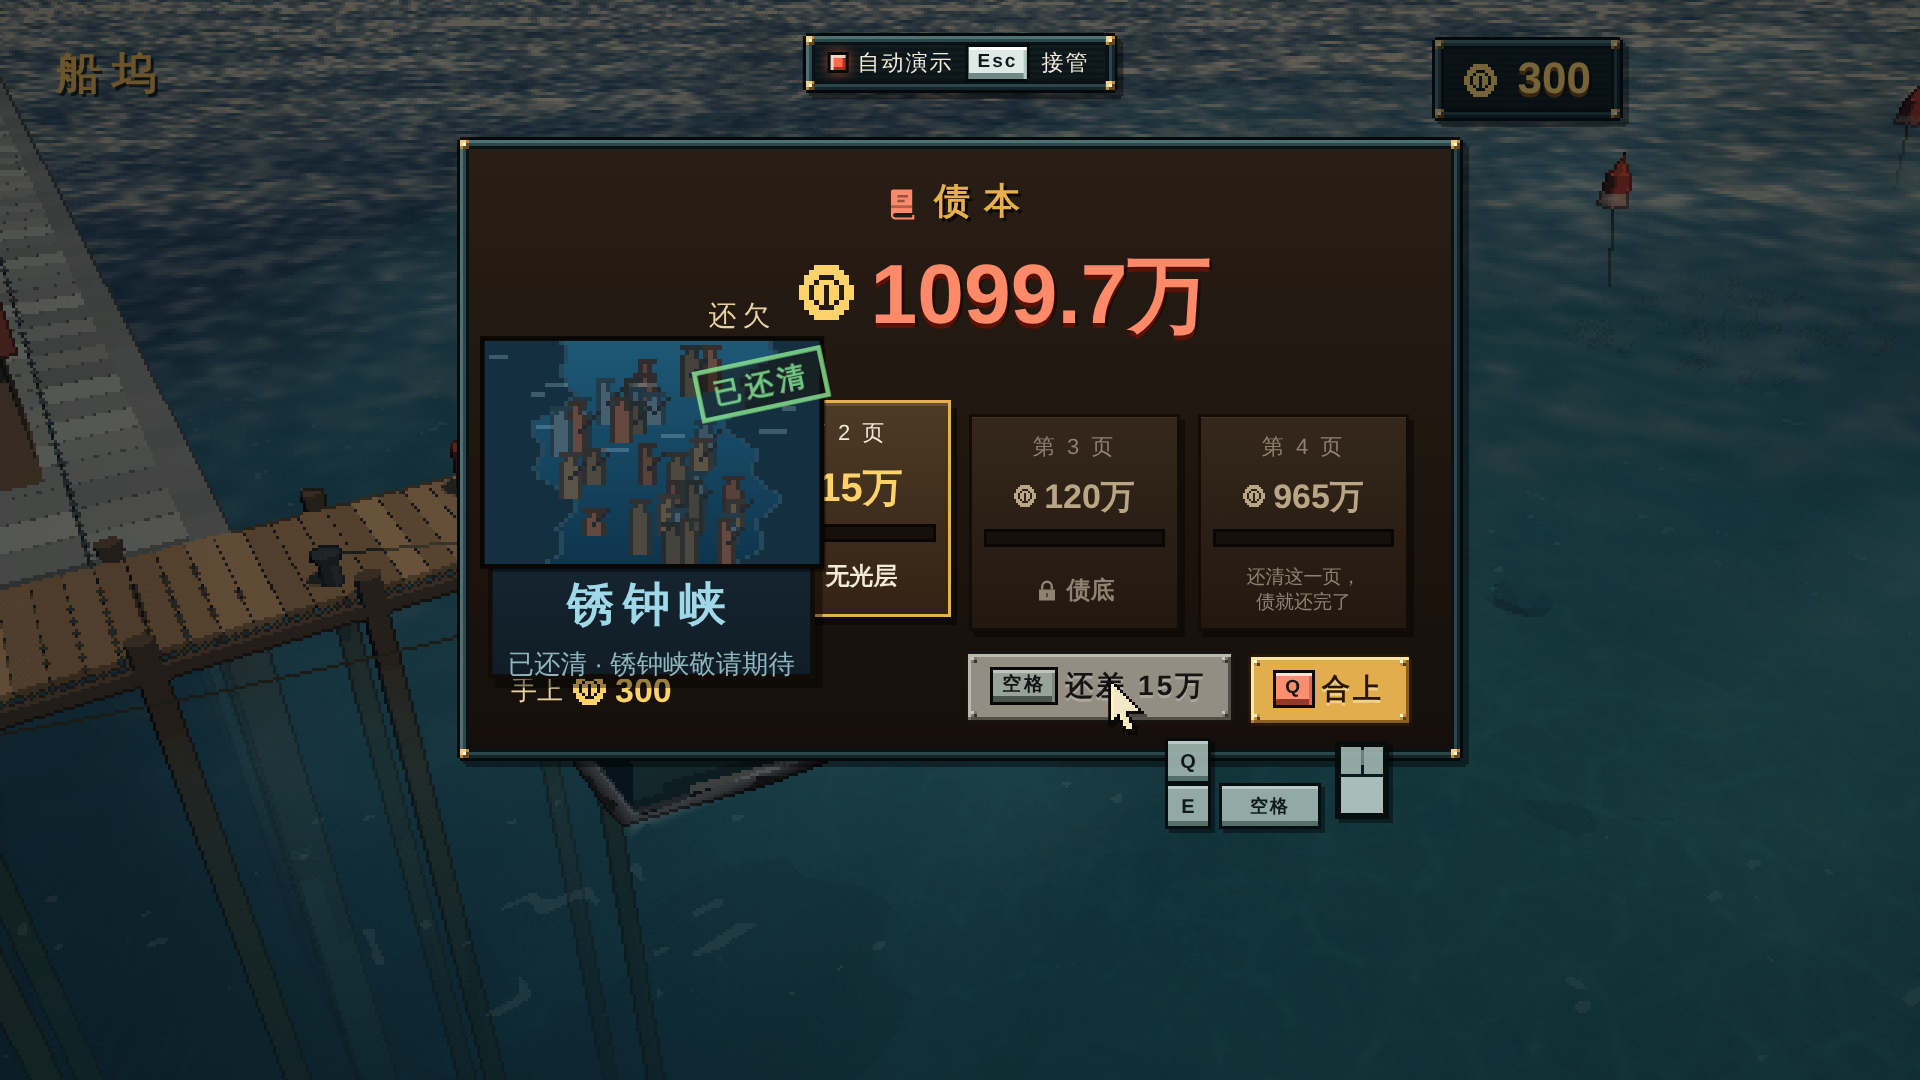 船坞
自动演示 Esc 接管
300
债本
还欠 1099.7万
已还清
2 页
15万
无光层
第 3 页
120万
债底
第 4 页
965万
还清这一页，
债就还完了
锈钟峡
已还清 · 锈钟峡敬请期待
手上 300
空格 还差 15万
Q 合上
Q
E 空格